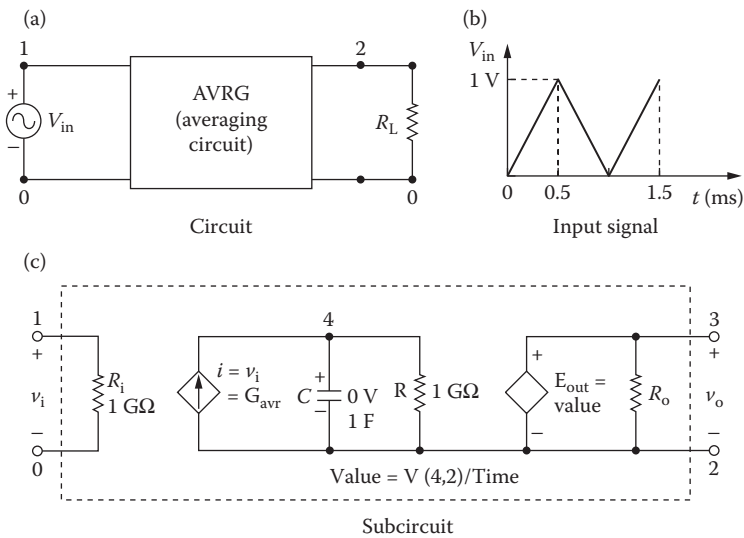 (a)
1
2
+
V_in
−
AVRG
(averaging
circuit)
R_L
0
0
Circuit
(b)
V_in
1 V
0
0.5
1.5
t (ms)
Input signal
(c)
1
+
v_i
−
0
R_i
1 GΩ
i = v_i
= G_avr
4
+
C
−
0 V
1 F
R
1 GΩ
+
E_out =
value
−
R_o
3
+
v_o
−
2
Value = V (4,2)/Time
Subcircuit